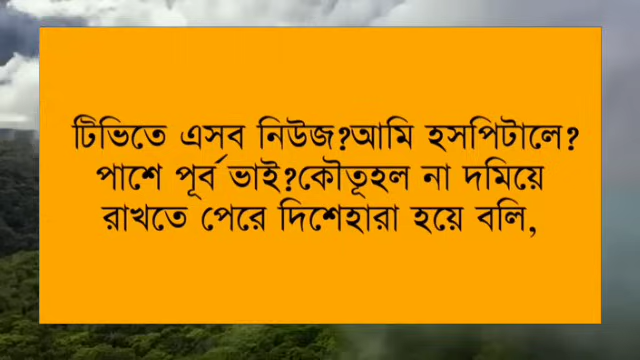 টিভিতে এসব নিউজ?আমি হসপিটালে?
পাশে পূর্ব ভাই?কৌতূহল না দমিয়ে
রাখতে পেরে দিশেহারা হয়ে বলি,